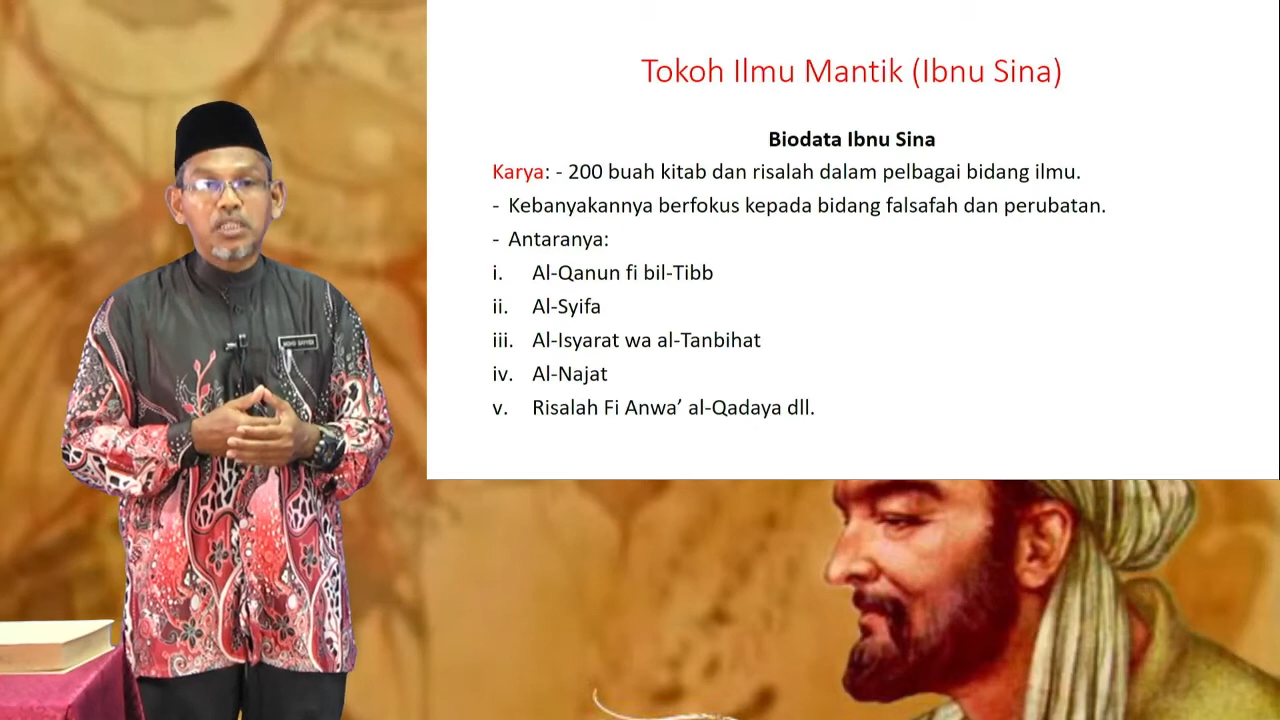 Tokoh Ilmu Mantik (Ibnu Sina)
Biodata Ibnu Sina
Karya: - 200 buah kitab dan risalah dalam pelbagai bidang ilmu.
- Kebanyakannya berfokus kepada bidang falsafah dan perubatan.
- Antaranya:
i. Al-Qanun fi bil-Tibb
ii. Al-Syifa
iii. Al-Isyarat wa al-Tanbihat
iv. Al-Najat
v. Risalah Fi Anwa’ al-Qadaya dll.